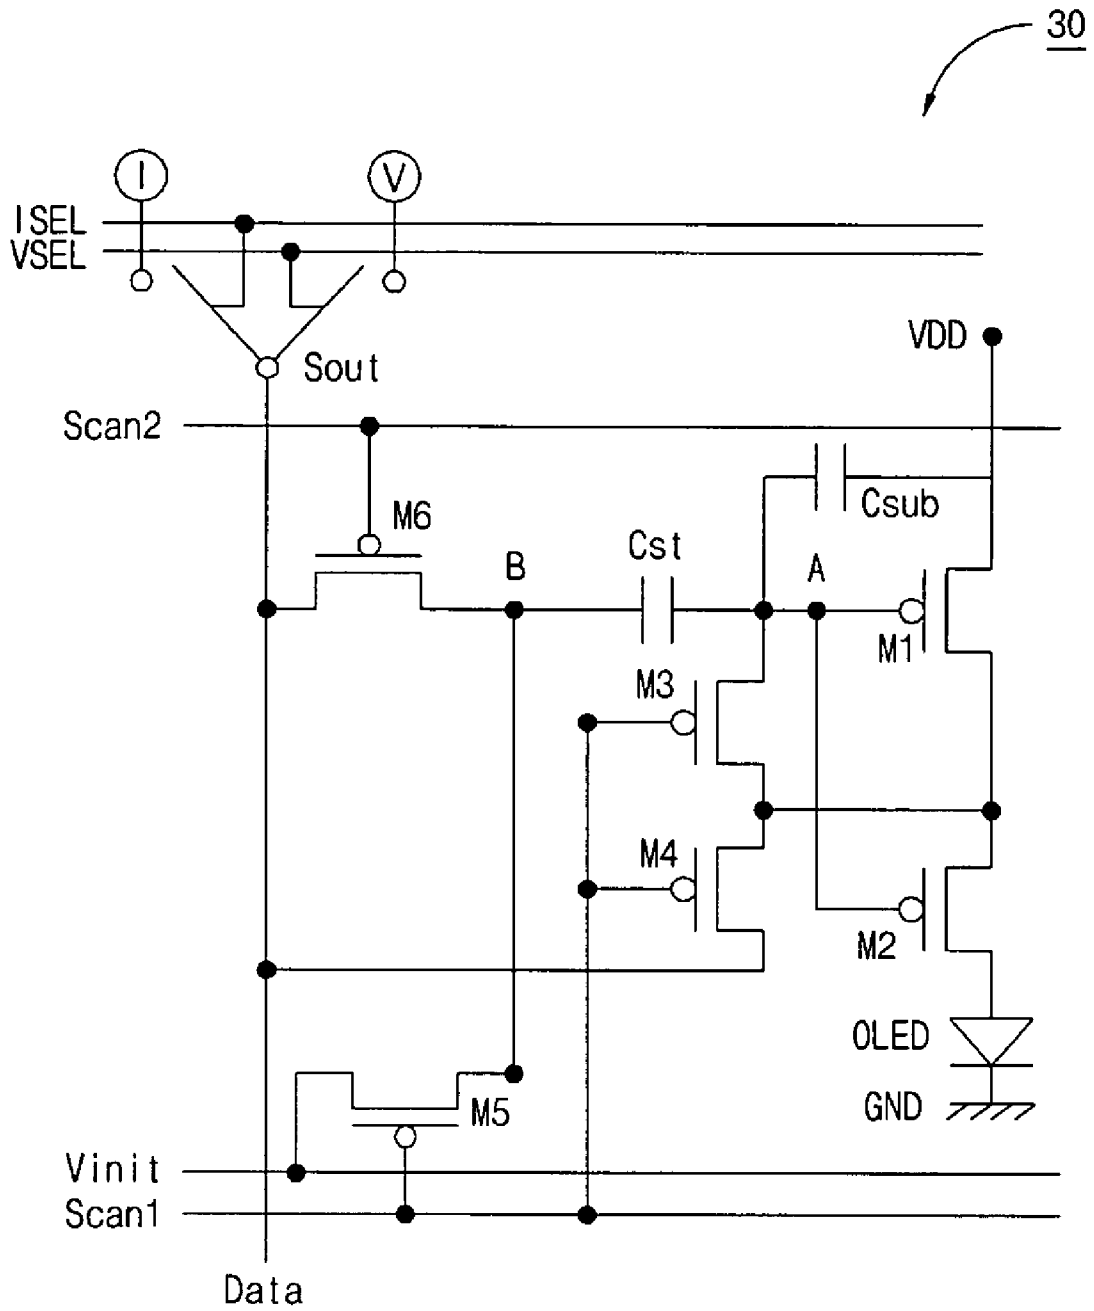 30
I
V
ISEL
VSEL
Sout
VDD
Scan2
Csub
M6
Cst
B
A
M1
M3
M4
M2
OLED
GND
M5
Vinit
Scan1
Data